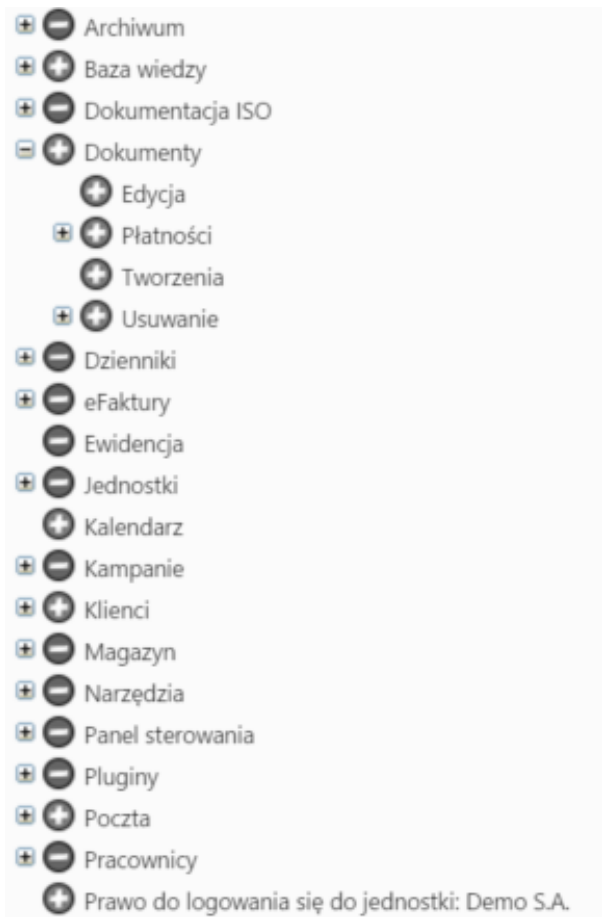 Archiwum
Baza wiedzy
Dokumentacja ISO
Dokumenty
Edycja
Płatności
Tworzenia
Usuwanie
Dzienniki
eFaktury
Ewidencja
Jednostki
Kalendarz
Kampanie
Klienci
Magazyn
Narzędzia
Panel sterowania
Pluginy
Poczta
Pracownicy
Prawo do logowania się do jednostki: Demo S.A.